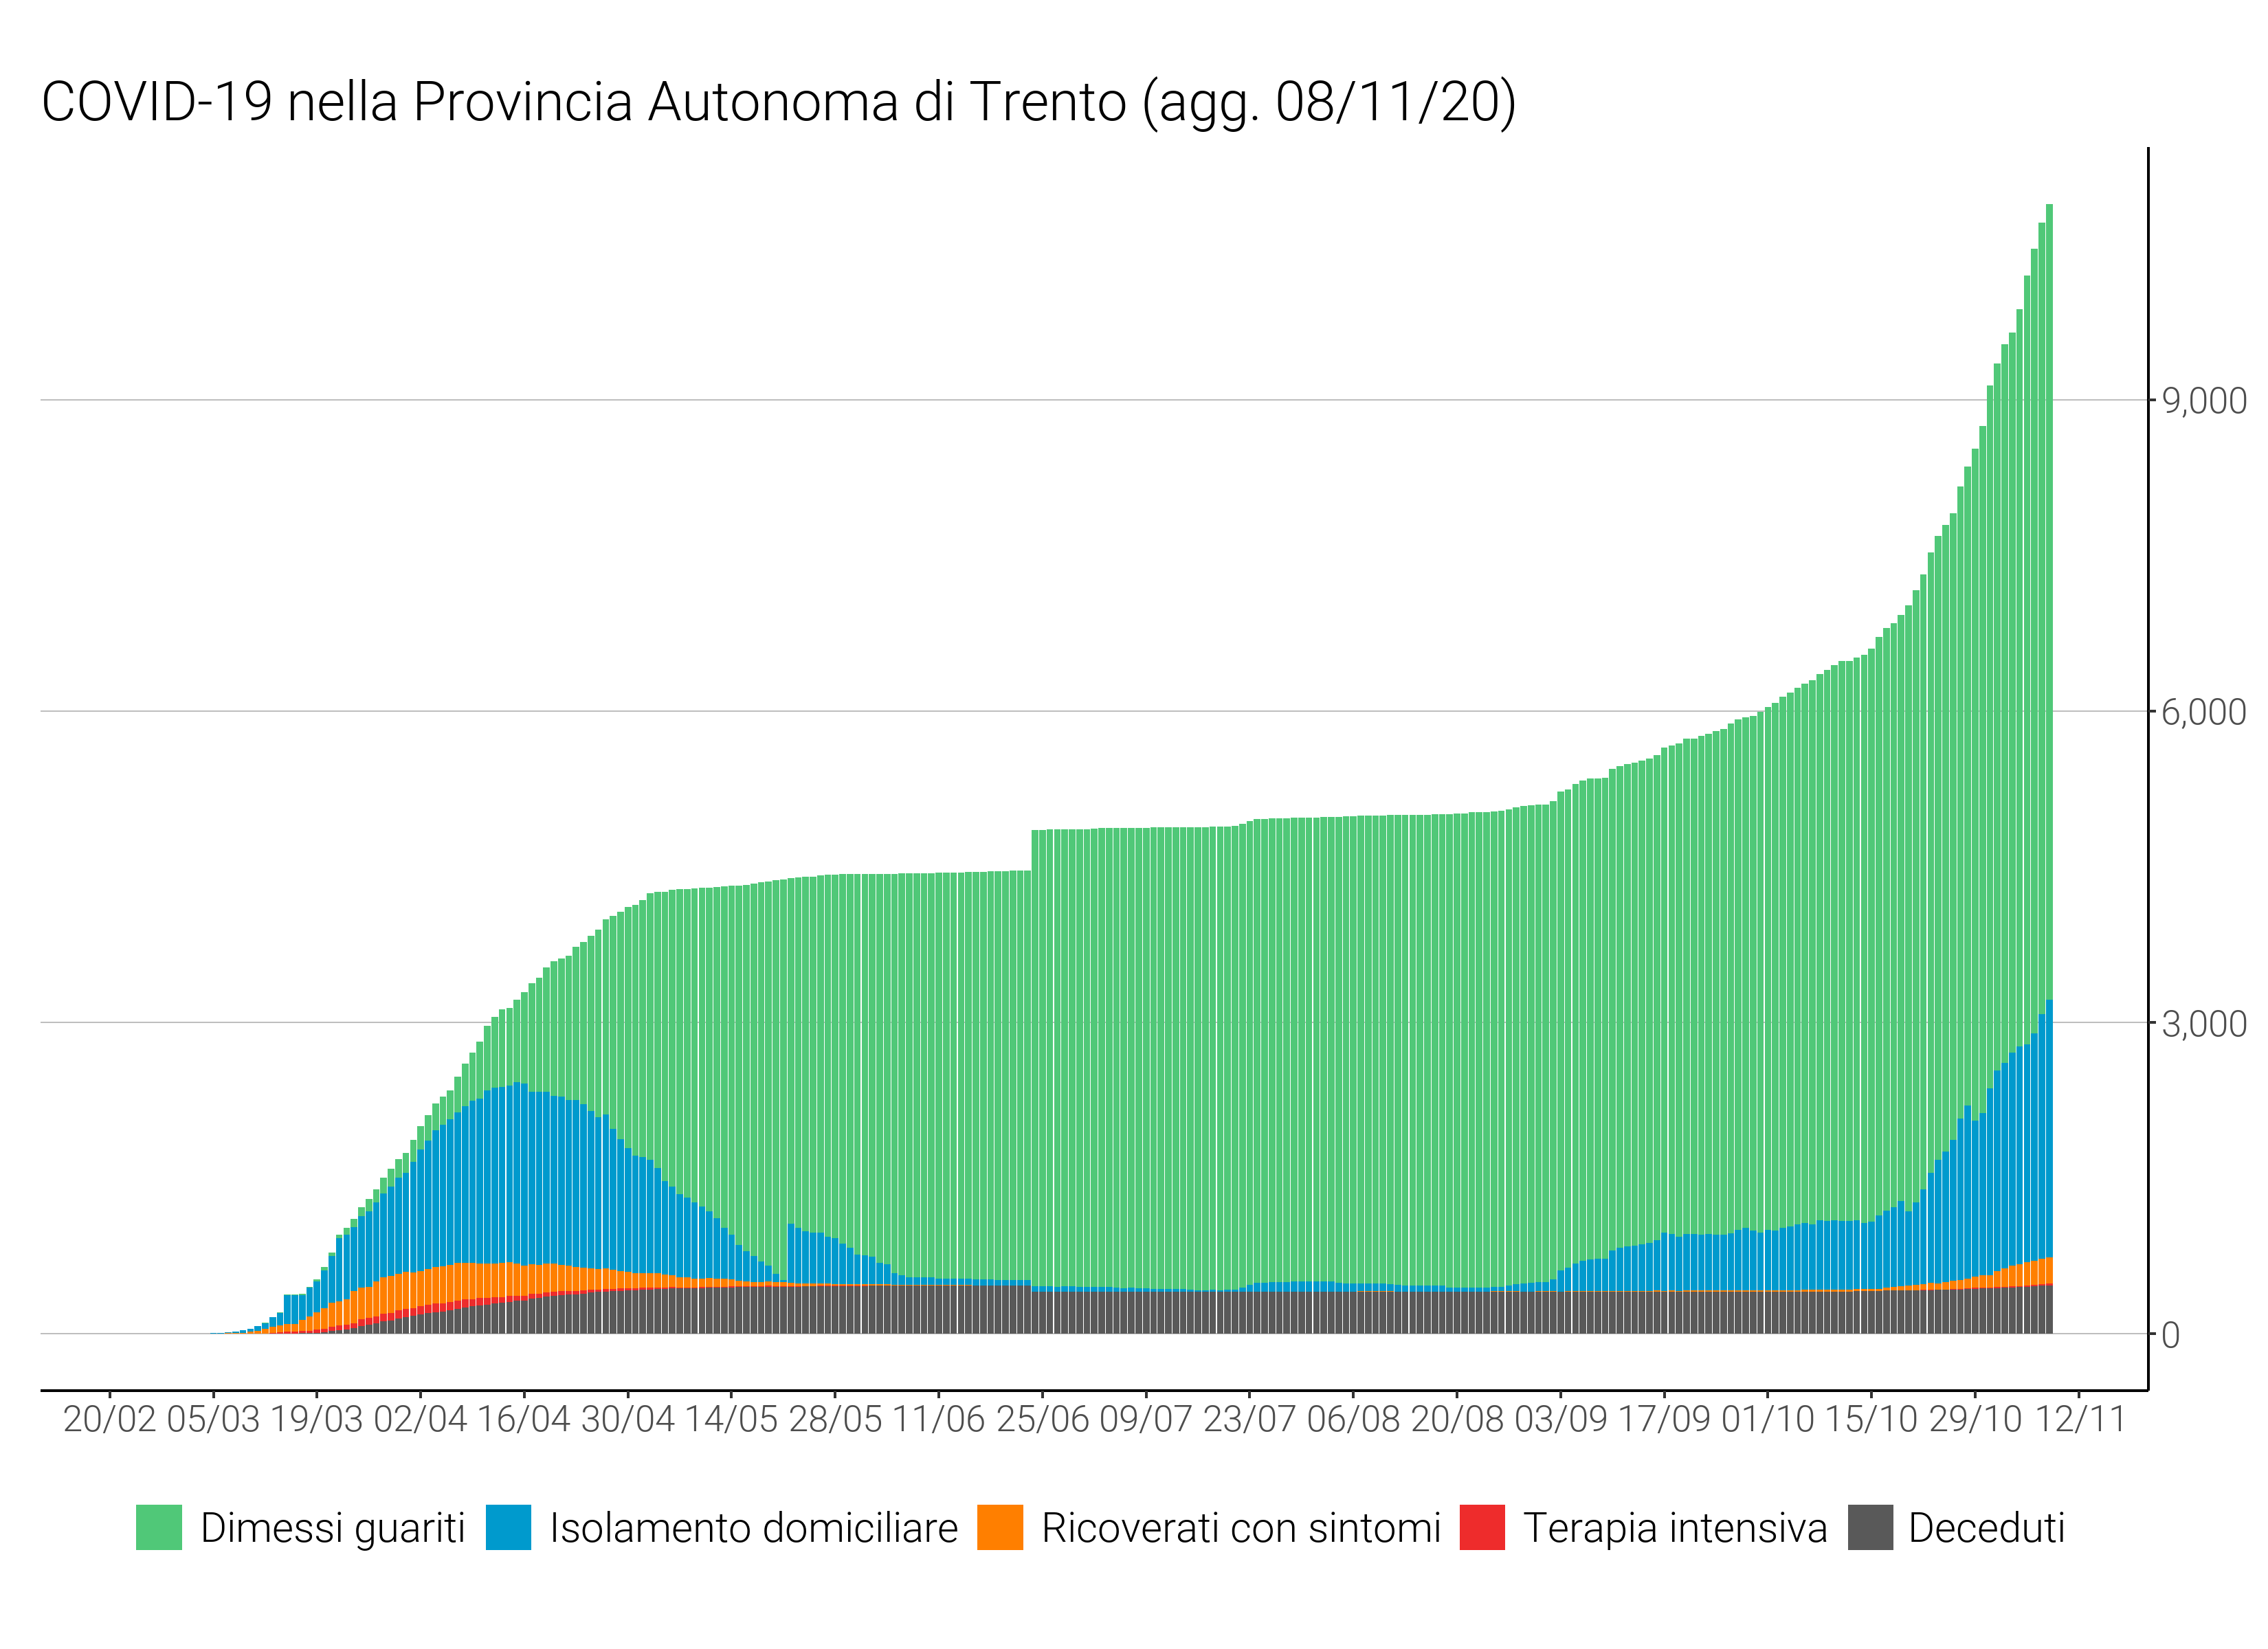 COVID-19 nella Provincia Autonoma di Trento (agg. 08/11/20)
9,000
6,000
3,000
0
20/02 05/03 19/03 02/04 16/04 30/04 14/05 28/05 11/06 25/06 09/07 23/07 06/08 20/08 03/09 17/09 01/10 15/10 29/10 12/11
Dimessi guariti Isolamento domiciliare Ricoverati con sintomi Terapia intensiva Deceduti